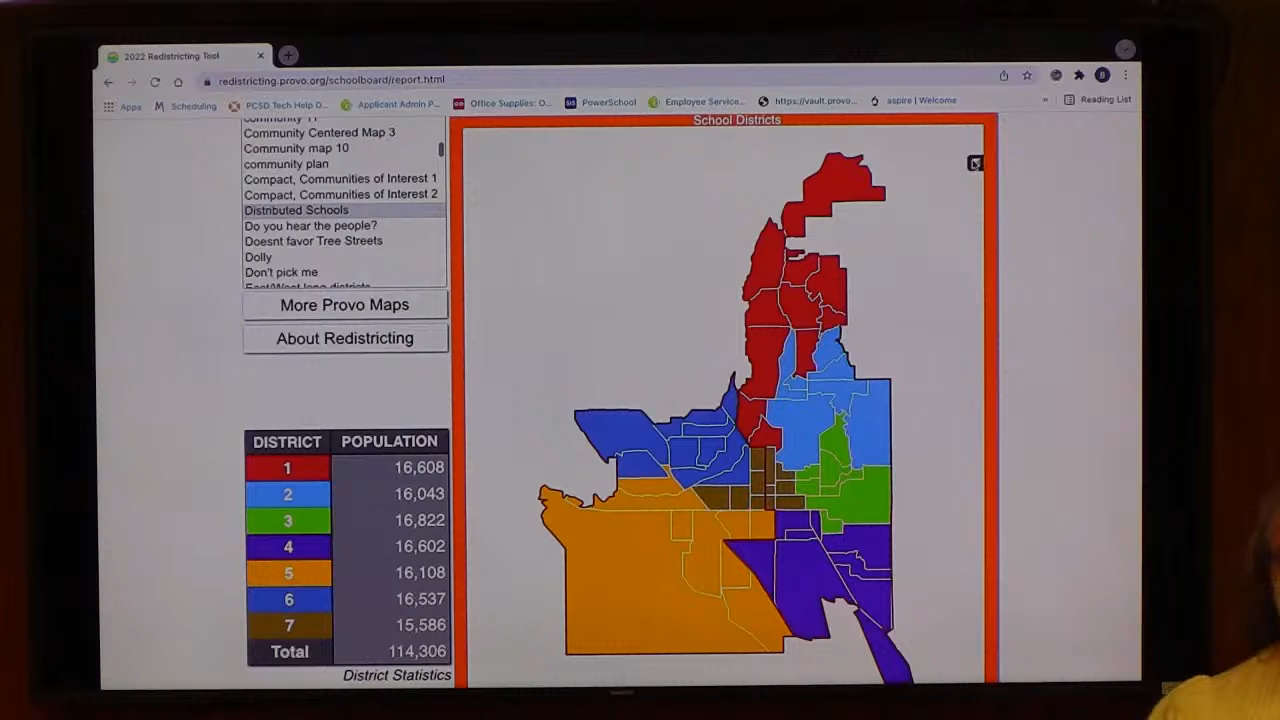 2022 Redistricting Tool
redistricting.provo.org/schoolboard/report.html
B
Apps
Scheduling
PCSD Tech Help D...
Applicant Admin P...
Office Supplies: O...
PowerSchool
Employee Service...
https://vault.provo...
aspire | Welcome
»
Reading List
Community Centered Map 3
Community map 10
community plan
Compact, Communities of Interest 1
Compact, Communities of Interest 2
Distributed Schools
Do you hear the people?
Doesnt favor Tree Streets
Dolly
Don't pick me
More Provo Maps
About Redistricting
School Districts
DISTRICT POPULATION
1 16,608
2 16,043
3 16,822
4 16,602
5 16,108
6 16,537
7 15,586
Total 114,306
District Statistics